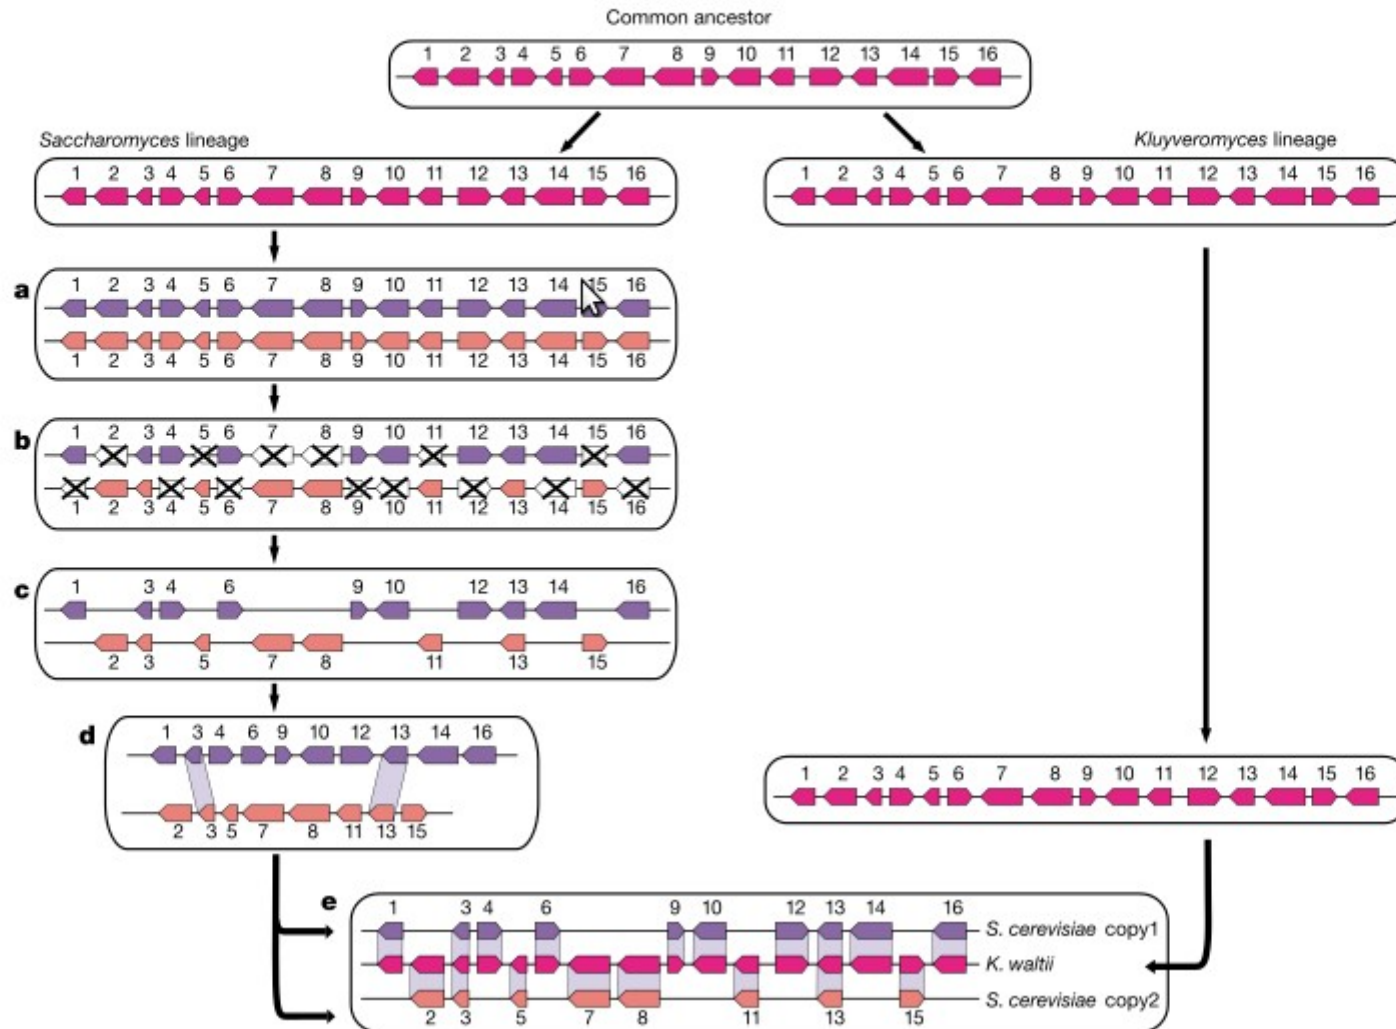 Common ancestor
1 2 3 4 5 6 7 8 9 10 11 12 13 14 15 16
Saccharomyces lineage
1 2 3 4 5 6 7 8 9 10 11 12 13 14 15 16
Kluyveromyces lineage
1 2 3 4 5 6 7 8 9 10 11 12 13 14 15 16
a
1 2 3 4 5 6 7 8 9 10 11 12 13 14 15 16
1 2 3 4 5 6 7 8 9 10 11 12 13 14 15 16
b
1 2 3 4 5 6 7 8 9 10 11 12 13 14 15 16
1 2 3 4 5 6 7 8 9 10 11 12 13 14 15 16
c
1 3 4 6 9 10 12 13 14 16
2 3 5 7 8 11 13 15
d
1 3 4 6 9 10 12 13 14 16
2 3 5 7 8 11 13 15
1 2 3 4 5 6 7 8 9 10 11 12 13 14 15 16
e
1 3 4 6 9 10 12 13 14 16
S. cerevisiae copy1
K. waltii
S. cerevisiae copy2
2 3 5 7 8 11 13 15